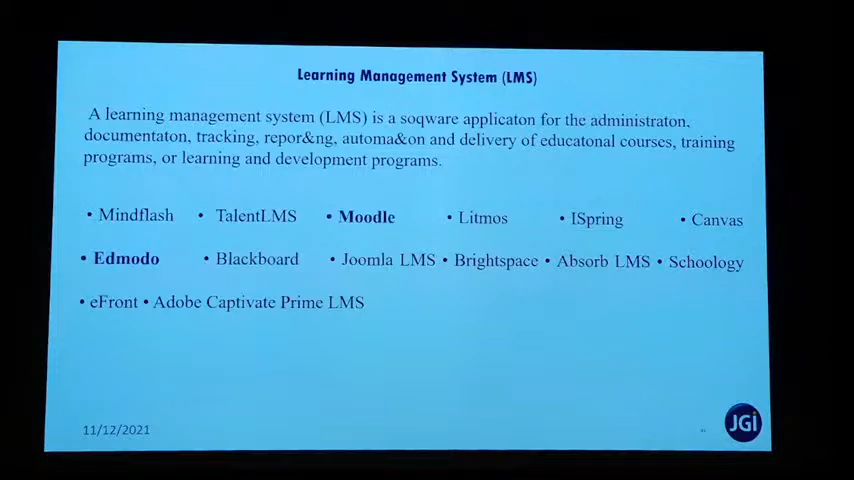 Learning Management System (LMS)
A learning management system (LMS) is a soqware applicaton for the administraton,
documentaton, tracking, repor&ng, automa&on and delivery of educatonal courses, training
programs, or learning and development programs.
• Mindflash • TalentLMS • Moodle • Litmos • ISpring • Canvas
• Edmodo • Blackboard • Joomla LMS • Brightspace • Absorb LMS • Schoology
• eFront • Adobe Captivate Prime LMS
11/12/2021
JGi